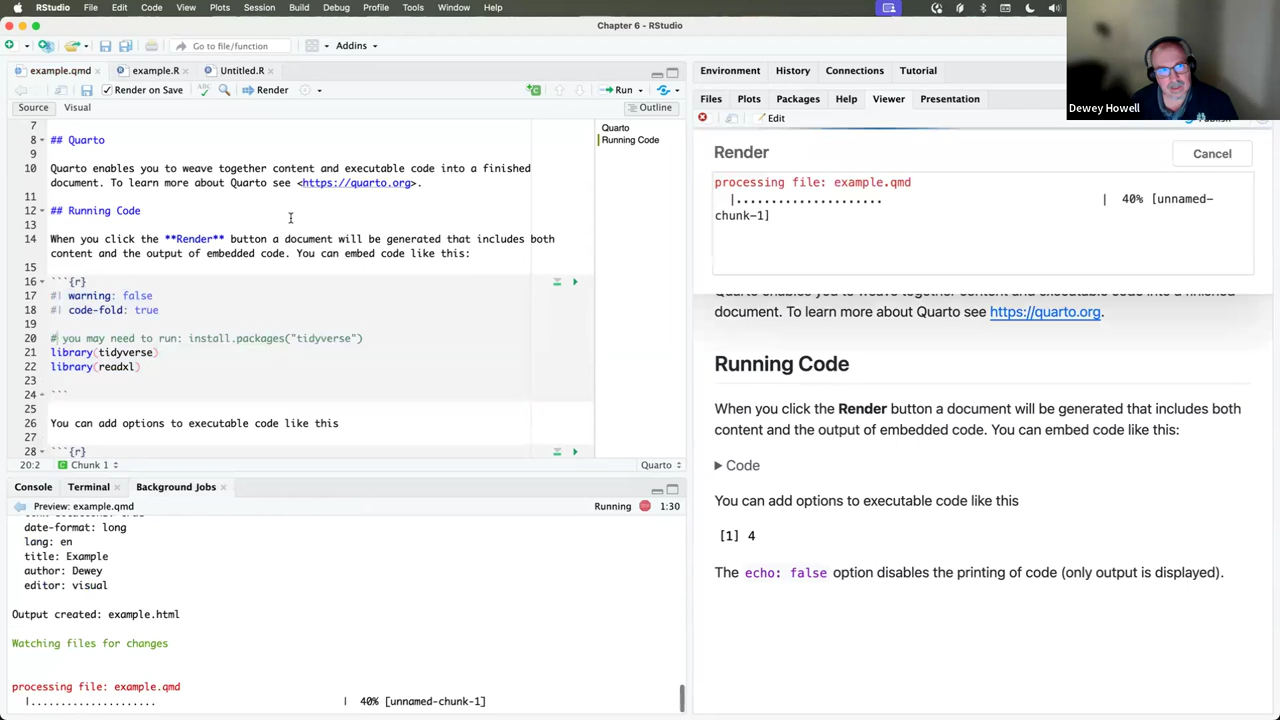 RStudio File Edit Code View Plots Session Build Debug Profile Tools Window Help
Chapter 6 - RStudio
Go to file/function Addins
example.qmd example.R Untitled.R
Render on Save Render Run
Source Visual Outline
7
8 ## Quarto
9
10 Quarto enables you to weave together content and executable code into a finished
document. To learn more about Quarto see <https://quarto.org>.
11
12 ## Running Code
13
14 When you click the **Render** button a document will be generated that includes both
content and the output of embedded code. You can embed code like this:
15
16 ```{r}
17 #| warning: false
18 #| code-fold: true
19
20 # you may need to run: install.packages("tidyverse")
21 library(tidyverse)
22 library(readxl)
23
24 ```
25
26 You can add options to executable code like this
27
28 ```{r}
20:2 Chunk 1 Quarto
Quarto
Running Code
Console Terminal Background Jobs
Preview: example.qmd Running 1:30
date-format: long
lang: en
title: Example
author: Dewey
editor: visual
Output created: example.html
Watching files for changes
processing file: example.qmd
|..................... | 40% [unnamed-chunk-1]
Environment History Connections Tutorial
Files Plots Packages Help Viewer Presentation
Edit
Dewey Howell
Render Cancel
processing file: example.qmd
|..................... | 40% [unnamed-
chunk-1]
Quarto enables you to weave together content and executable code into a finished
document. To learn more about Quarto see https://quarto.org.
Running Code
When you click the Render button a document will be generated that includes both
content and the output of embedded code. You can embed code like this:
Code
You can add options to executable code like this
[1] 4
The echo: false option disables the printing of code (only output is displayed).